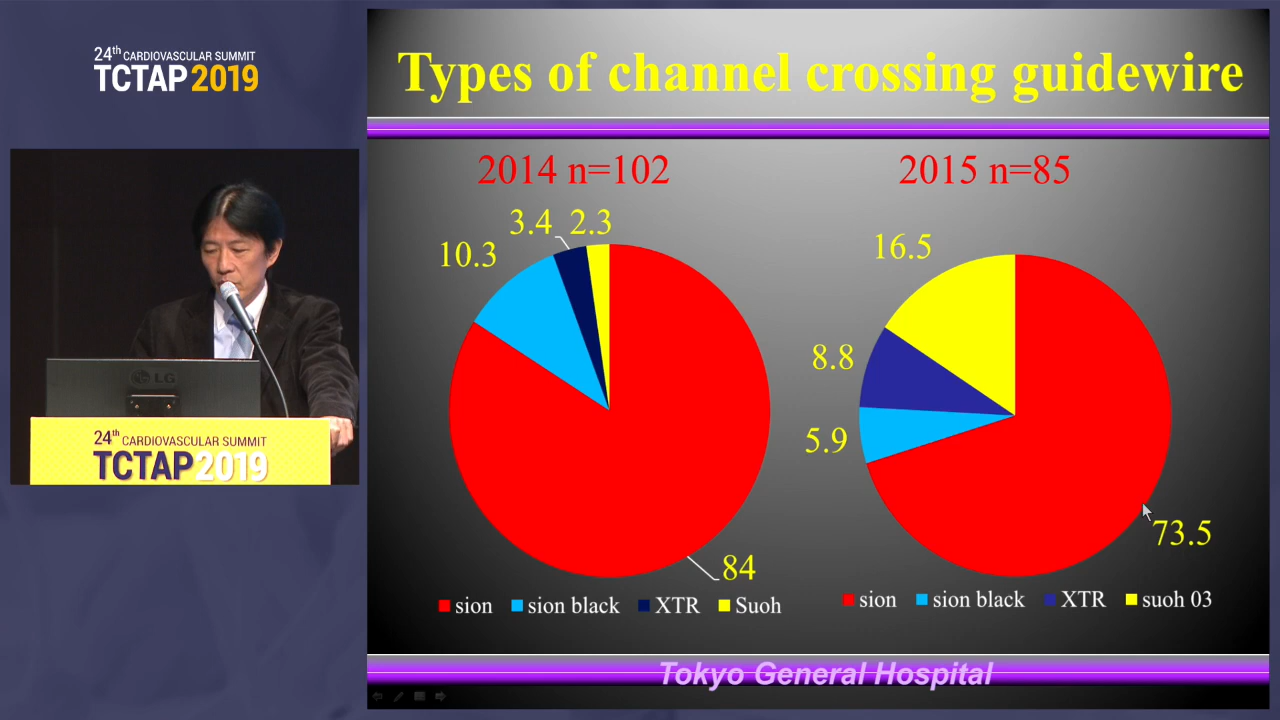 24th CARDIOVASCULAR SUMMIT
TCTAP 2019
Types of channel crossing guidewire
2014 n=102
2015 n=85
3.4
2.3
10.3
84
sion
sion black
XTR
Suoh
16.5
8.8
5.9
73.5
sion
sion black
XTR
suoh 03
LG
24th CARDIOVASCULAR SUMMIT
TCTAP 2019
Tokyo General Hospital